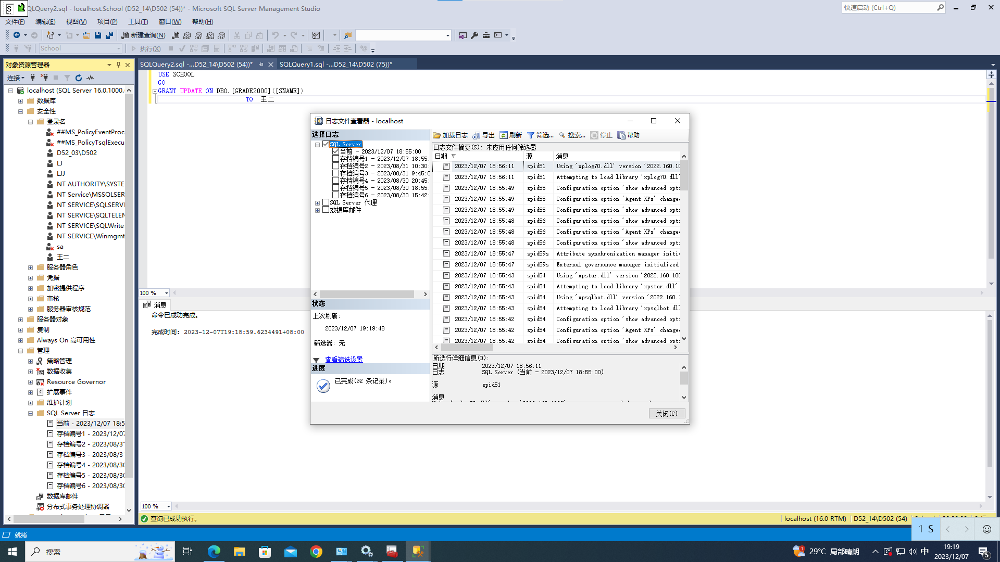 QLQuery2.sql - localhost.School (D52_14\D502 (54))* - Microsoft SQL Server Management Studio
快速启动 (Ctrl+Q)
文件(F) 编辑(E) 视图(V) 项目(P) 工具(T) 窗口(W) 帮助(H)
新建查询(N)
School
执行(X)
对象资源管理器
SQLQuery2.sql -...D52_14\D502 (54))*
SQLQuery1.sql -...D52_14\D502 (75))*
连接
localhost (SQL Server 16.0.1000.
数据库
安全性
登录名
##MS_PolicyEventProc
##MS_PolicyTsqlExecu
D52_03\D502
LJ
LJJ
NT AUTHORITY\SYSTE
NT Service\MSSQLSER
NT SERVICE\SQLSERVI
NT SERVICE\SQLTELEM
NT SERVICE\SQLWrite
NT SERVICE\Winmgmt
sa
王二
服务器角色
凭据
加密提供程序
审核
服务器审核规范
服务器对象
复制
Always On 高可用性
管理
策略管理
数据收集
Resource Governor
扩展事件
维护计划
SQL Server 日志
当前 - 2023/12/07 18:5
存档编号1 - 2023/12/07
存档编号2 - 2023/08/31
存档编号3 - 2023/08/31
存档编号4 - 2023/08/30
存档编号5 - 2023/08/30
存档编号6 - 2023/08/30
数据库邮件
分布式事务处理协调器
USE SCHOOL
GO
GRANT UPDATE ON DBO.[GRADE2000]([SNAME])
TO 王二
100 %
消息
命令已成功完成。
完成时间: 2023-12-07T19:18:59.6234491+08:00
100 %
查询已成功执行。
localhost (16.0 RTM)
D52_14\D502 (54)
日志文件查看器 - localhost
选择日志
SQL Server
当前 - 2023/12/07 18:55:00
存档编号1 - 2023/12/07 18:55:
存档编号2 - 2023/08/31 10:30:
存档编号3 - 2023/08/31 9:45:0
存档编号4 - 2023/08/30 20:45:
存档编号5 - 2023/08/30 18:55:
存档编号6 - 2023/08/30 15:42:
SQL Server 代理
数据库邮件
状态
上次刷新:
2023/12/07 19:19:48
筛选器: 无
查看筛选设置
进度
已完成(92 条记录)。
加载日志 导出 刷新 筛选... 搜索... 停止 帮助
日志文件摘要(S): 未应用任何筛选器
日期 源 消息
2023/12/07 18:56:11 spid51 Using 'xplog70.dll' version '2022.160.10
2023/12/07 18:56:11 spid51 Attempting to load library 'xplog70.dll'
2023/12/07 18:55:49 spid55 Configuration option 'show advanced opt:
2023/12/07 18:55:49 spid55 Configuration option 'Agent XPs' change
2023/12/07 18:55:49 spid55 Configuration option 'show advanced opt:
2023/12/07 18:55:48 spid56 Configuration option 'show advanced opt:
2023/12/07 18:55:48 spid56 Configuration option 'Agent XPs' change
2023/12/07 18:55:48 spid56 Configuration option 'show advanced opt:
2023/12/07 18:55:47 spid59s Attribute synchronization manager initi
2023/12/07 18:55:47 spid59s External governance manager initialized
2023/12/07 18:55:43 spid54 Using 'xpstar.dll' version '2022.160.100
2023/12/07 18:55:43 spid54 Attempting to load library 'xpstar.dll'
2023/12/07 18:55:43 spid54 Using 'xpsqlbot.dll' version '2022.160.
2023/12/07 18:55:43 spid54 Attempting to load library 'xpsqlbot.dll
2023/12/07 18:55:42 spid54 Configuration option 'show advanced opt:
2023/12/07 18:55:42 spid54 Configuration option 'Agent XPs' change
2023/12/07 18:55:42 spid54 Configuration option 'show advanced opt:
所选行详细信息(D):
日期 2023/12/07 18:56:11
日志 SQL Server (当前 - 2023/12/07 18:55:00)
源 spid51
消息
关闭(C)
就绪
1 S
搜索
29°C 局部晴朗
中
19:19
2023/12/07
5